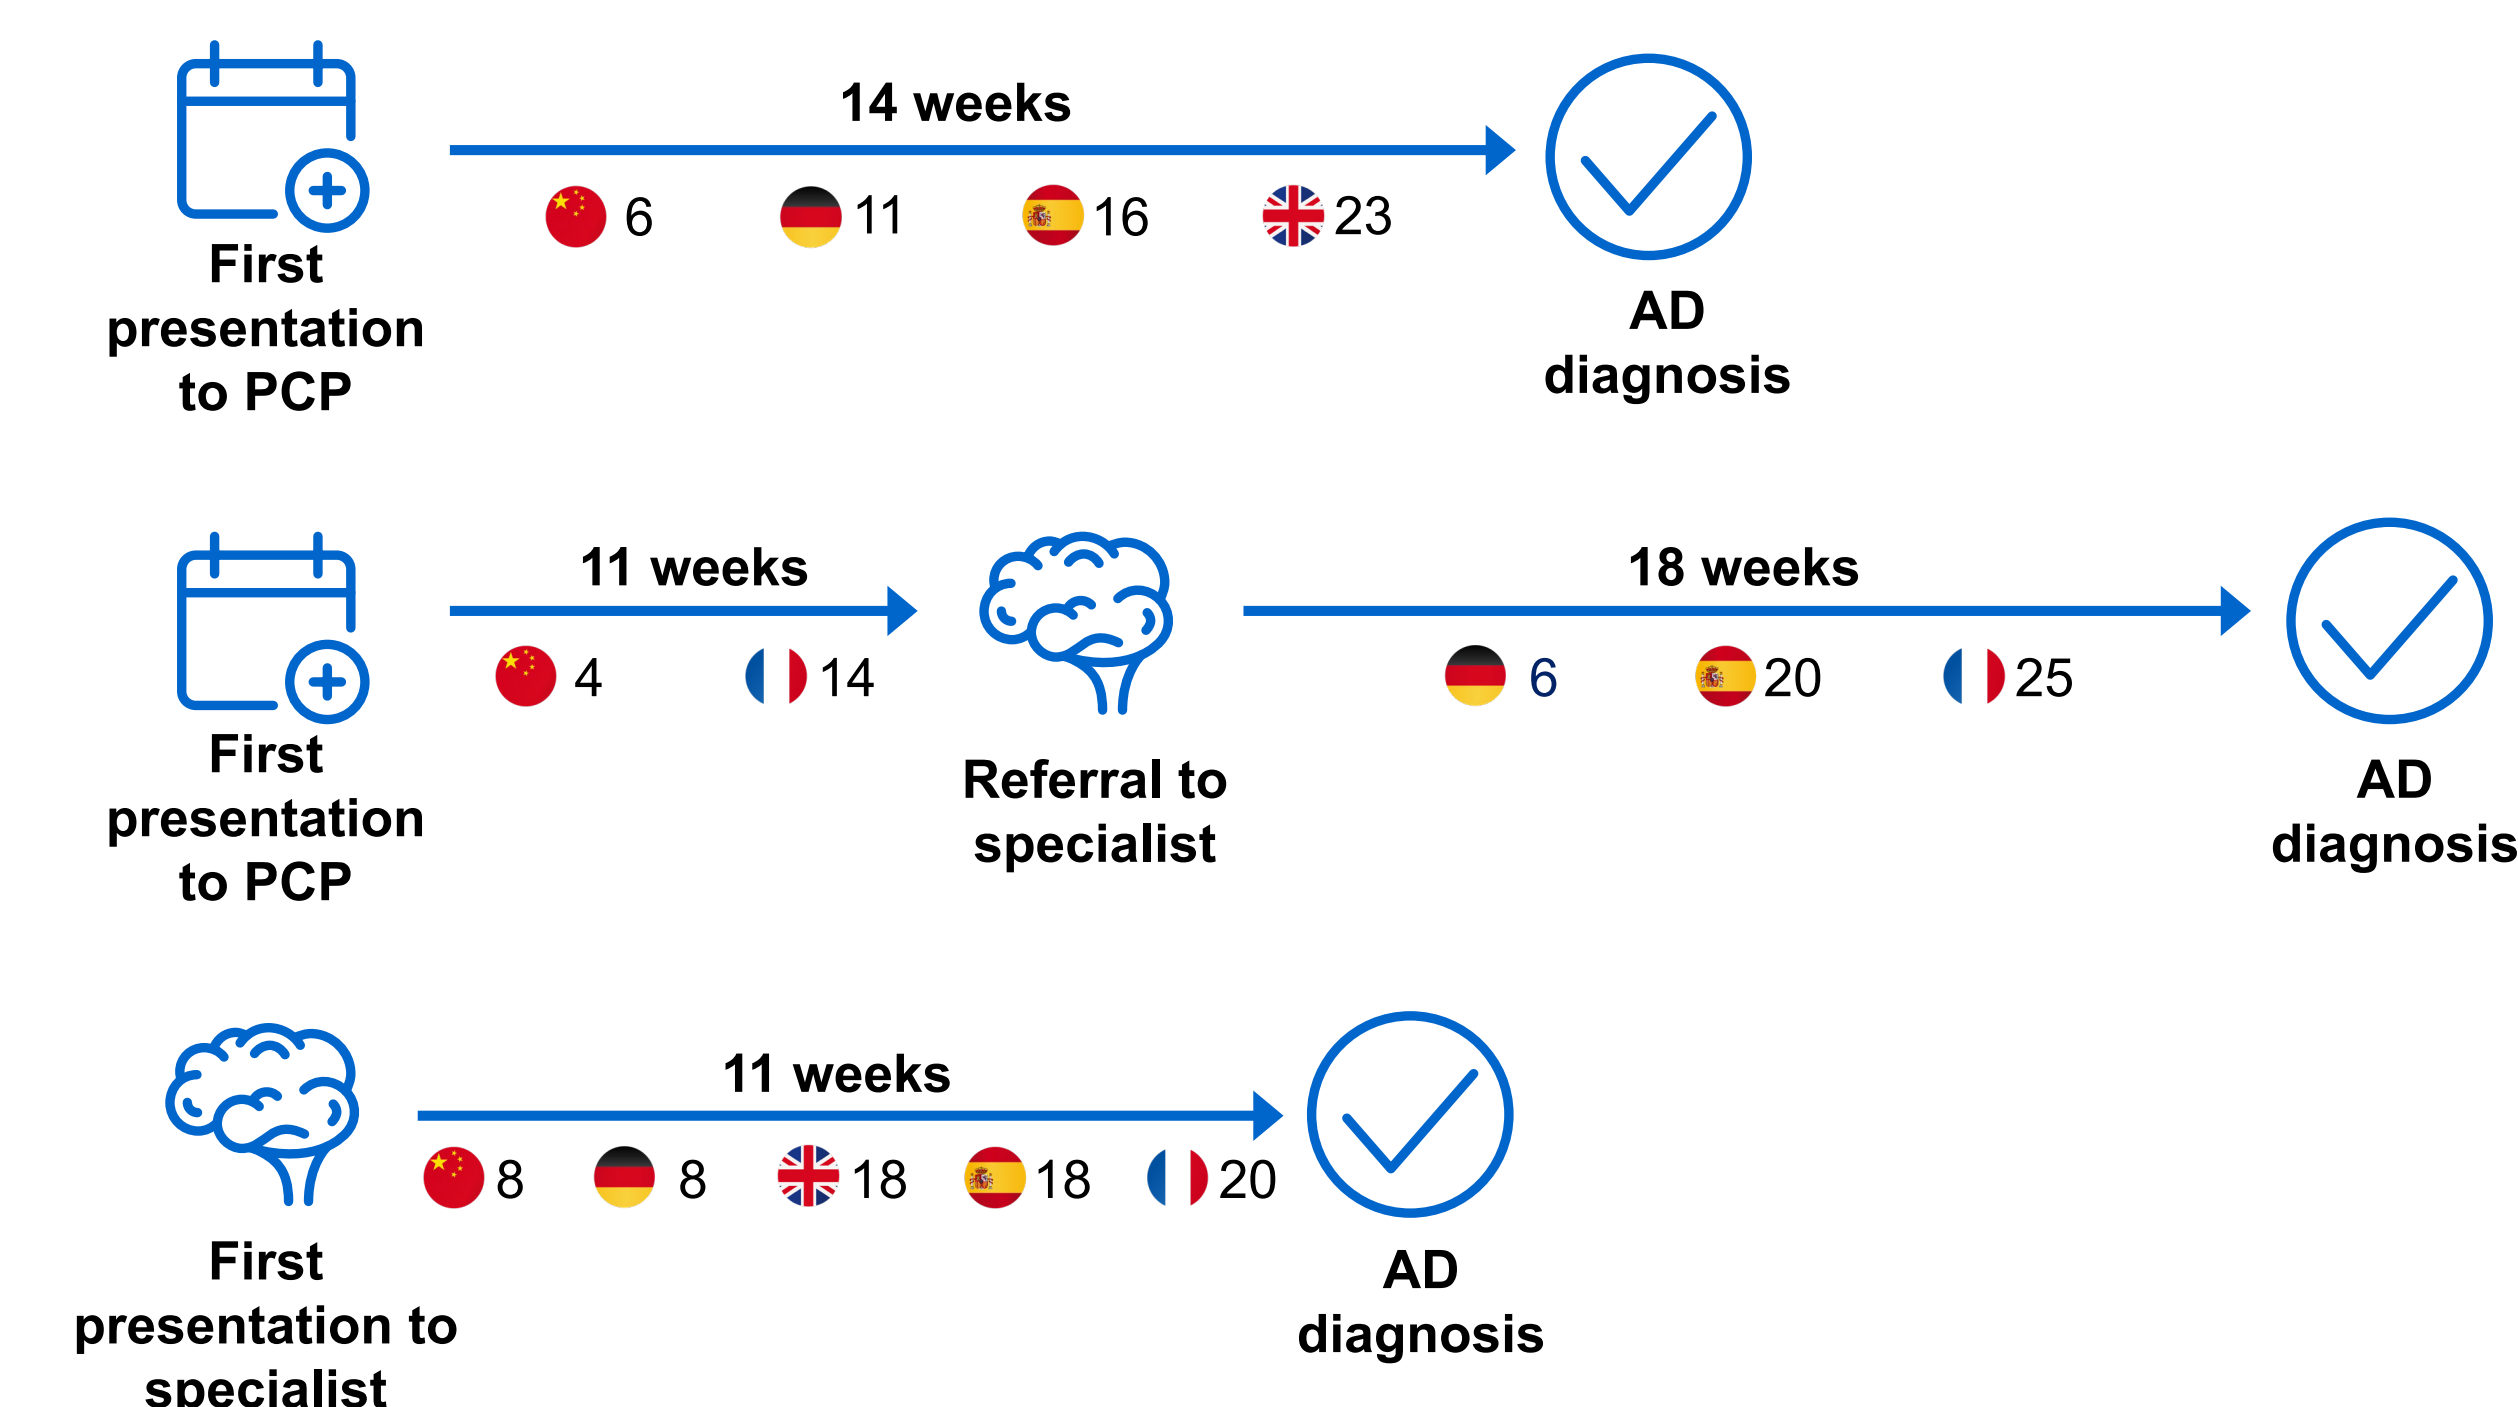 14 weeks
6 11 16 23
First
presentation
to PCP
AD
diagnosis
11 weeks
18 weeks
4 14
6 20 25
First
presentation
to PCP
Referral to
specialist
AD
diagnosis
11 weeks
8 8 18 18 20
First
presentation to
specialist
AD
diagnosis